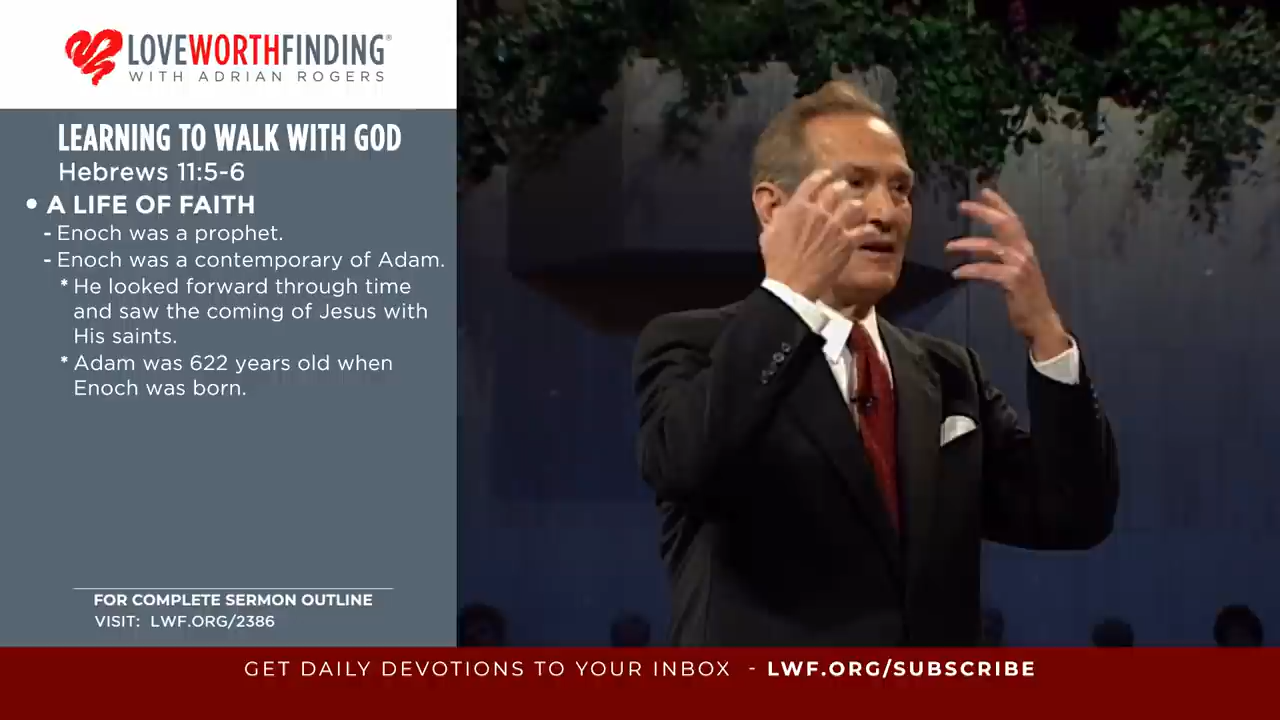 LOVEWORTHFINDING®
WITH ADRIAN ROGERS
LEARNING TO WALK WITH GOD
Hebrews 11:5-6
• A LIFE OF FAITH
- Enoch was a prophet.
- Enoch was a contemporary of Adam.
* He looked forward through time
and saw the coming of Jesus with
His saints.
* Adam was 622 years old when
Enoch was born.
FOR COMPLETE SERMON OUTLINE
VISIT: LWF.ORG/2386
GET DAILY DEVOTIONS TO YOUR INBOX - LWF.ORG/SUBSCRIBE